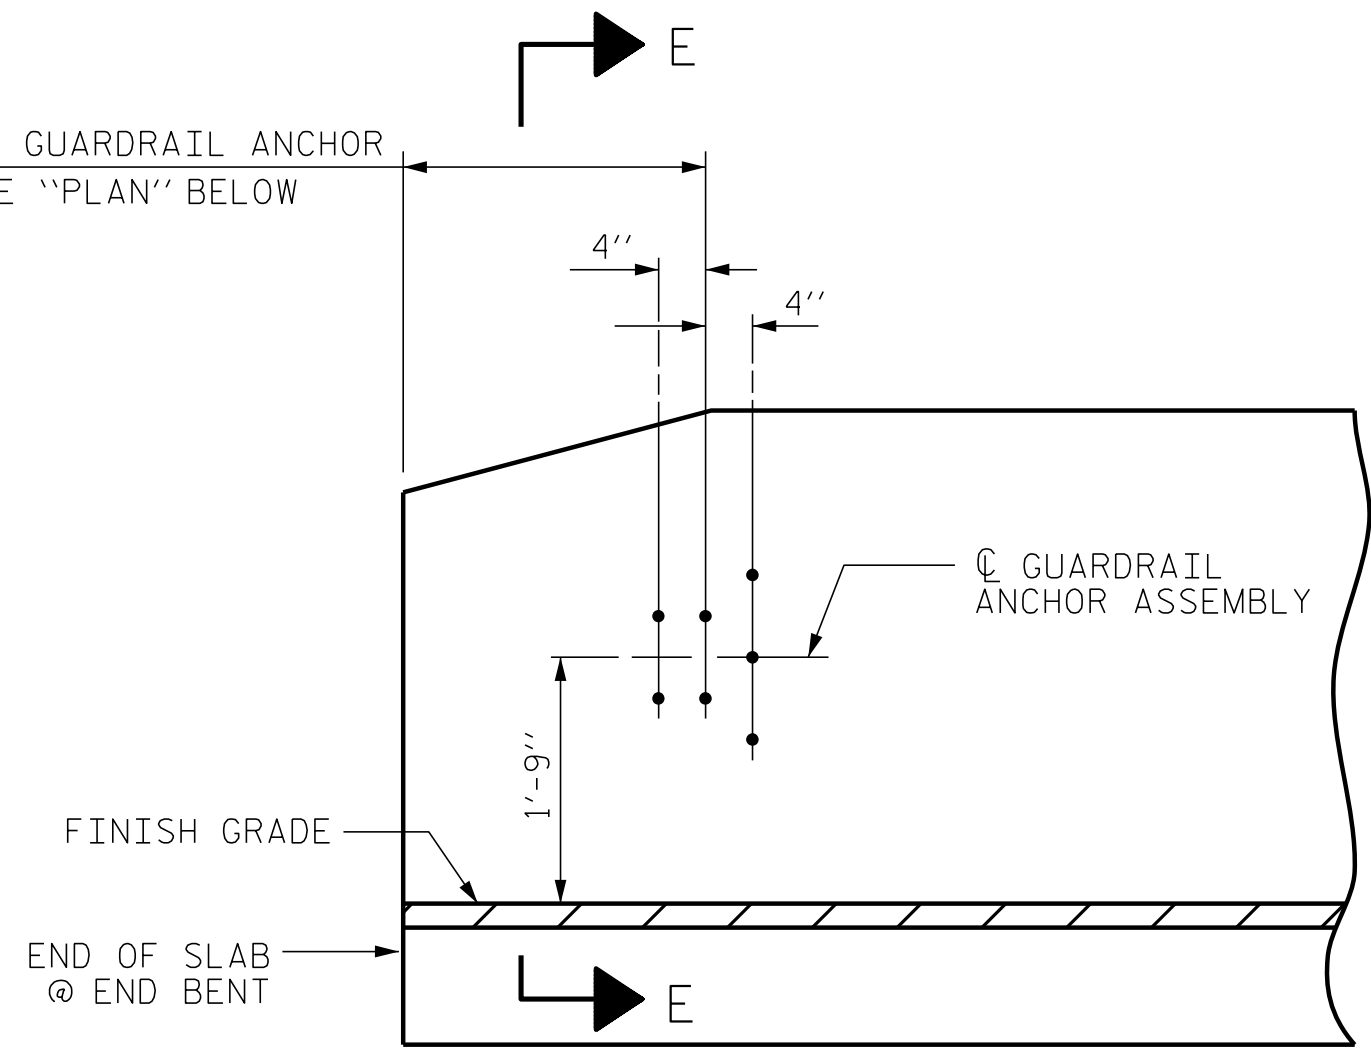 E
GUARDRAIL ANCHOR
"PLAN" BELOW
4"
4"
℄ GUARDRAIL
ANCHOR ASSEMBLY
1'-9"
FINISH GRADE
END OF SLAB
@ END BENT
E